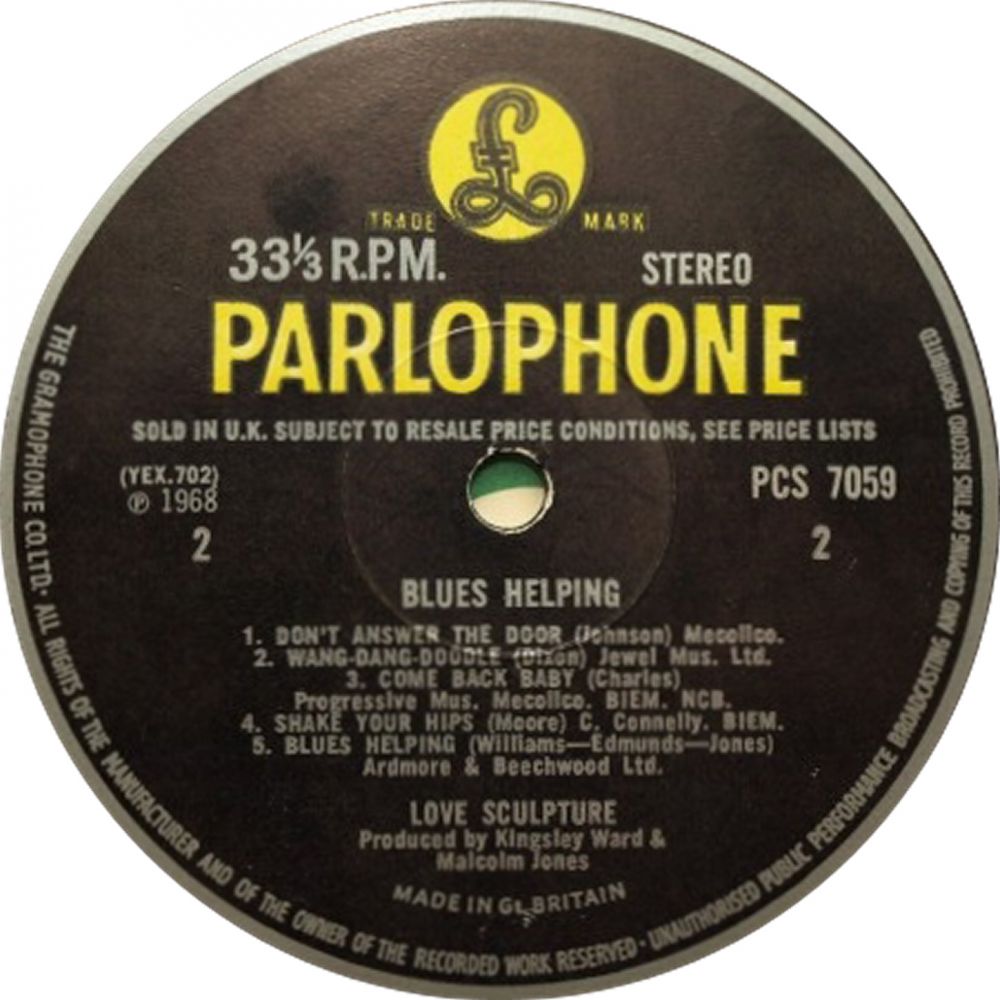 £
TRADE MARK
33⅓ R.P.M. STEREO
PARLOPHONE
SOLD IN U.K. SUBJECT TO RESALE PRICE CONDITIONS, SEE PRICE LISTS
(YEX.702) PCS 7059
℗ 1968
2 2
BLUES HELPING
1. DON'T ANSWER THE DOOR (Johnson) Mecolico.
2. WANG-DANG-DOODLE (Dixon) Jewel Mus. Ltd.
3. COME BACK BABY (Charles)
Progressive Mus. Mecolico. BIEM. NCB.
4. SHAKE YOUR HIPS (Moore) C. Connelly. BIEM.
5. BLUES HELPING (Williams—Edmunds—Jones)
Ardmore & Beechwood Ltd.
LOVE SCULPTURE
Produced by Kingsley Ward &
Malcolm Jones
MADE IN Gt. BRITAIN
THE GRAMOPHONE CO. LTD. · ALL RIGHTS OF THE MANUFACTURER AND OF THE OWNER OF THE RECORDED WORK RESERVED · UNAUTHORISED PUBLIC PERFORMANCE BROADCASTING AND COPYING OF THIS RECORD PROHIBITED